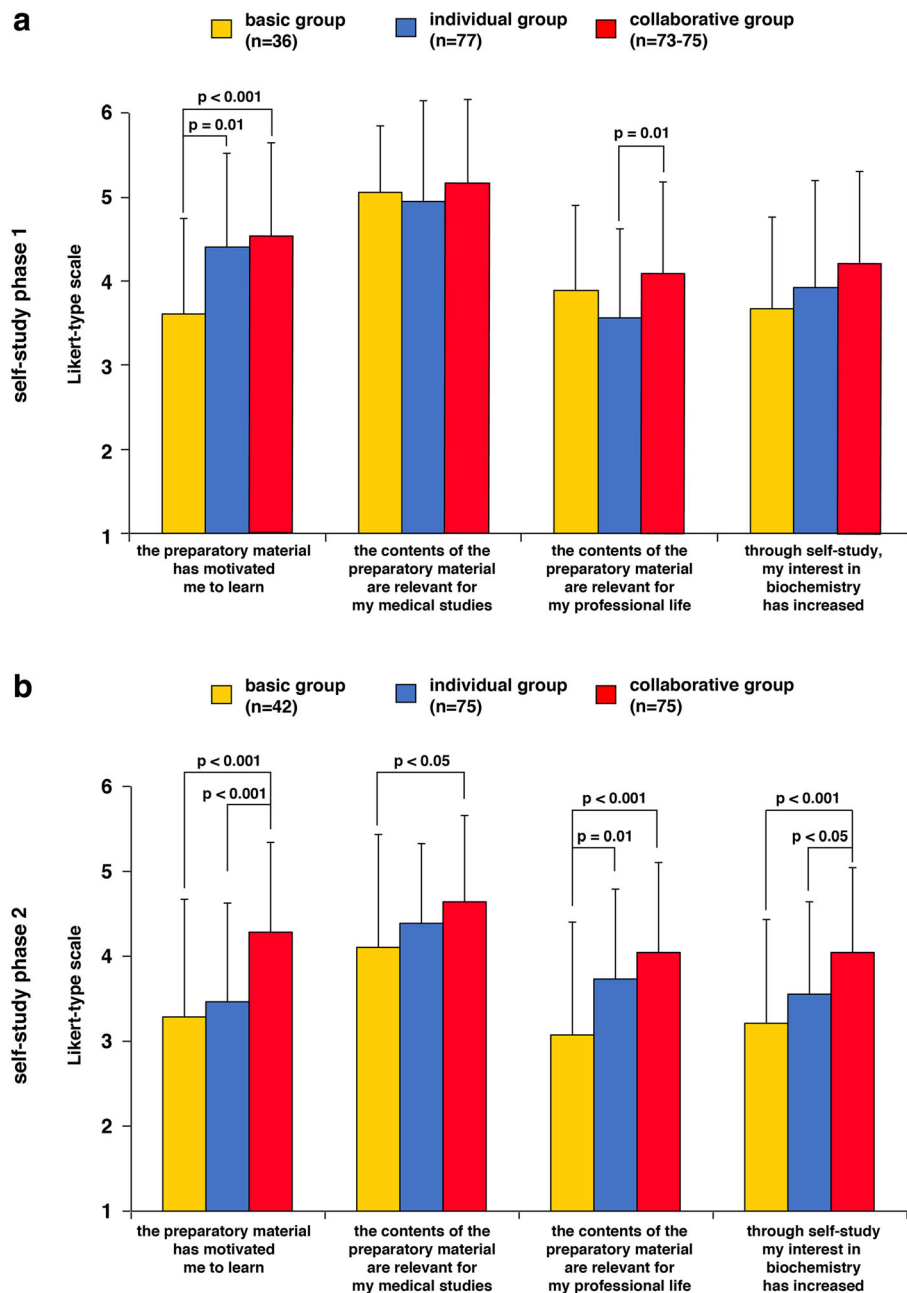 a
basic group
(n=36)
individual group
(n=77)
collaborative group
(n=73-75)
self-study phase 1
Likert-type scale
6
5
4
3
2
1
p < 0.001
p = 0.01
p = 0.01
the preparatory material
has motivated
me to learn
the contents of the
preparatory material
are relevant for
my medical studies
the contents of the
preparatory material
are relevant for
my professional life
through self-study,
my interest in
biochemistry
has increased
b
basic group
(n=42)
individual group
(n=75)
collaborative group
(n=75)
self-study phase 2
Likert-type scale
6
5
4
3
2
1
p < 0.001
p < 0.001
p < 0.05
p < 0.001
p = 0.01
p < 0.001
p < 0.05
the preparatory material
has motivated
me to learn
the contents of the
preparatory material
are relevant for
my medical studies
the contents of the
preparatory material
are relevant for
my professional life
through self-study
my interest in
biochemistry
has increased